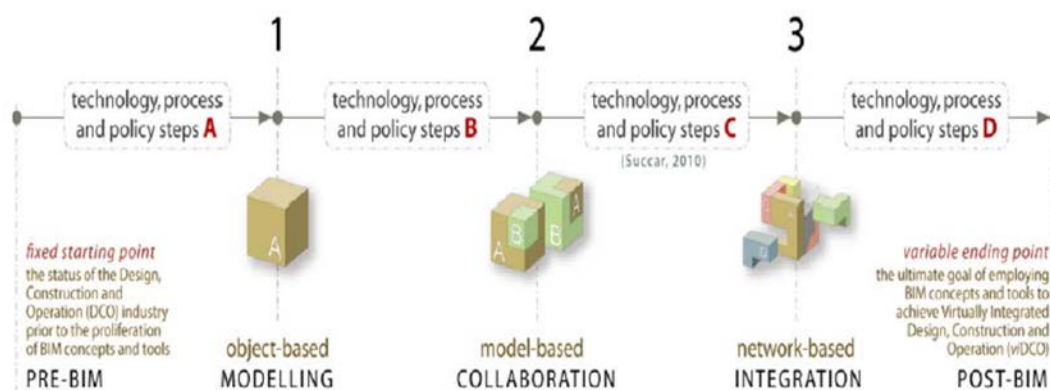 1
2
3
technology, process
and policy steps A
technology, process
and policy steps B
technology, process
and policy steps C
(Succar, 2010)
technology, process
and policy steps D
A
A
B
B
A
fixed starting point
the status of the Design,
Construction and
Operation (DCO) industry
prior to the proliferation
of BIM concepts and tools
PRE-BIM
object-based
MODELLING
model-based
COLLABORATION
network-based
INTEGRATION
variable ending point
the ultimate goal of employing
BIM concepts and tools to
achieve Virtually Integrated
Design, Construction and
Operation (viDCO)
POST-BIM